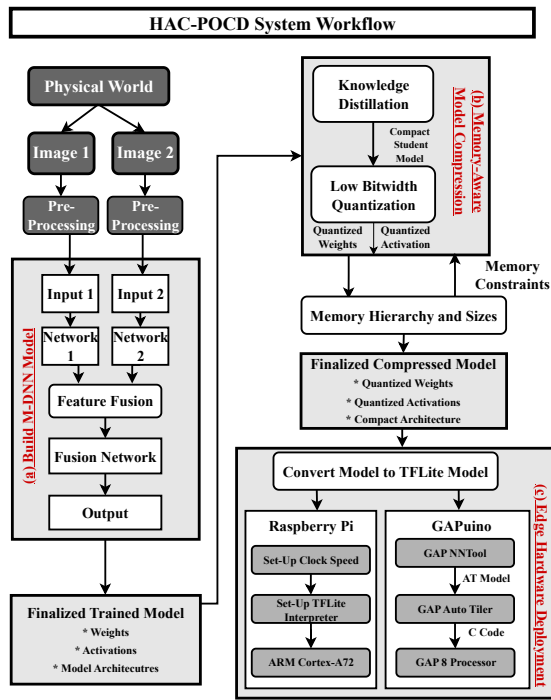 HAC-POCD System Workflow
Physical World
Image 1
Image 2
Pre-
Processing
Pre-
Processing
(a) Build M-DNN Model
Input 1
Input 2
Network
1
Network
2
Feature Fusion
Fusion Network
Output
Finalized Trained Model
* Weights
* Activations
* Model Architecutres
(b) Memory-Aware
Model Compression
Knowledge
Distillation
Compact
Student
Model
Low Bitwidth
Quantization
Quantized
Weights
Quantized
Activation
Memory
Constraints
Memory Hierarchy and Sizes
Finalized Compressed Model
* Quantized Weights
* Quantized Activations
* Compact Architecture
(c) Edge Hardware Deployment
Convert Model to TFLite Model
Raspberry Pi
Set-Up Clock Speed
Set-Up TFLite
Interpreter
ARM Cortex-A72
GAPuino
GAP NNTool
AT Model
GAP Auto Tiler
C Code
GAP 8 Processor